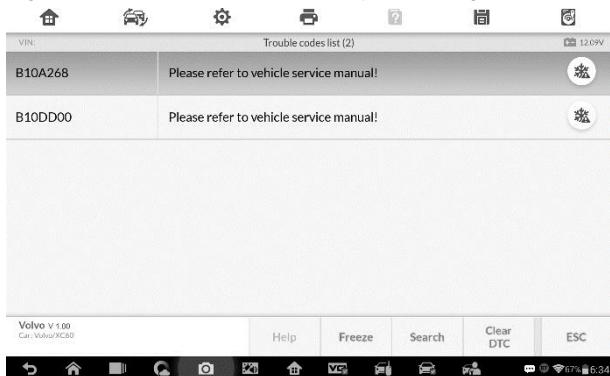 VIN:
Trouble codes list (2)
12.09V
B10A268
Please refer to vehicle service manual!
B10DD00
Please refer to vehicle service manual!
Volvo V 1.00
Car: Volvo/XC60
Help
Freeze
Search
Clear
DTC
ESC
67%
6:34